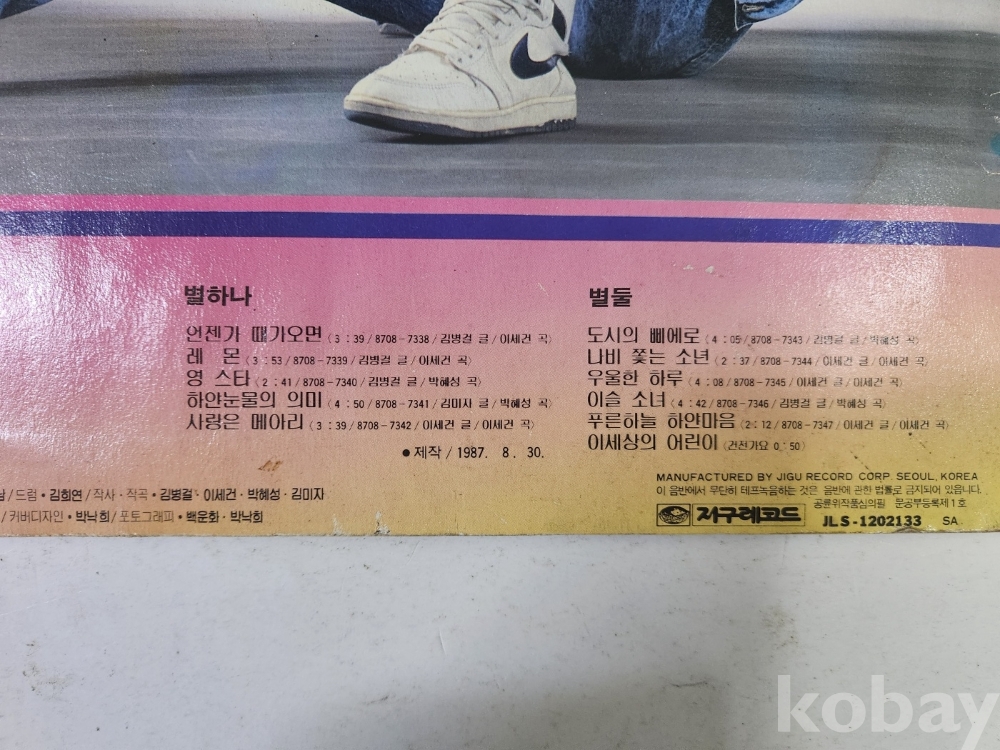 별하나
언젠가 때가오면 (3 : 39 / 8708-7338 / 김병걸 글 / 이세건 곡)
레 몬 (3 : 53 / 8708-7339 / 김병걸 글 / 이세건 곡)
영 스타 (2 : 41 / 8708-7340 / 김병걸 글 / 박혜성 곡)
하얀눈물의 의미 (4 : 50 / 8708-7341 / 김미자 글 / 박혜성 곡)
사랑은 메아리 (3 : 39 / 8708-7342 / 이세건 글 / 이세건 곡)
● 제작 / 1987. 8. 30.
별둘
도시의 삐에로 (4 : 05 / 8708-7343 / 김병걸 글 / 박혜성 곡)
나비 쫓는 소년 (2 : 37 / 8708-7344 / 이세건 글 / 이세건 곡)
우울한 하루 (4 : 08 / 8708-7345 / 이세건 글 / 이세건 곡)
이슬 소녀 (4 : 42 / 8708-7346 / 김병걸 글 / 박혜성 곡)
푸른하늘 하얀마음 (2 : 12 / 8708-7347 / 이세건 글 / 이세건 곡)
이세상의 어린이 (건전가요 0 : 50)
/ 드럼 · 김희연 / 작사 · 작곡 · 김병걸 · 이세건 · 박혜성 · 김미자
/ 커버디자인 · 박낙희 / 포토그래피 · 백운화 · 박낙희
MANUFACTURED BY JIGU RECORD CORP. SEOUL, KOREA
이 음반에서 무단히 테프녹음하는 것은 음반에 관한 법률로 금지되어 있읍니다.
공륜위작품심의필 문공부등록제 1 호
지구레코드 JLS-1202133 SA
kobay